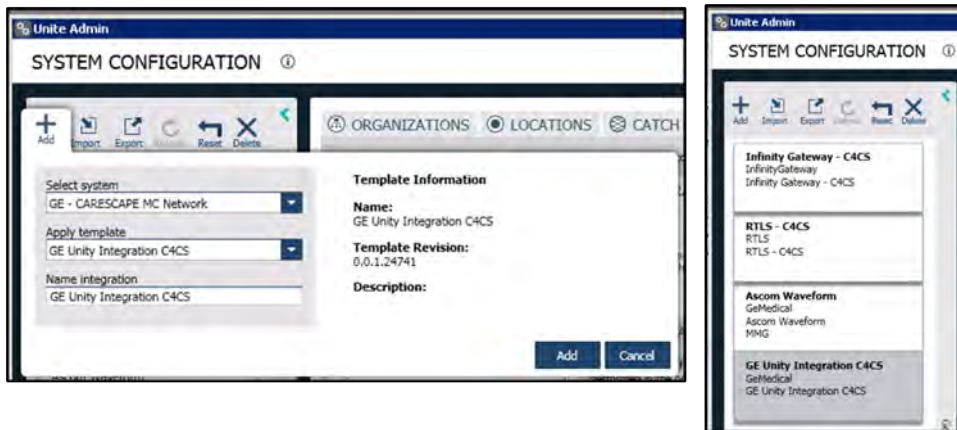 Unite Admin
SYSTEM CONFIGURATION
Add
Import
Export
Reset
Delete
ORGANIZATIONS
LOCATIONS
CATCH
Select system
GE - CARESCAPE MC Network
Apply template
GE Unity Integration C4CS
Name integration
GE Unity Integration C4CS
Template Information
Name:
GE Unity Integration C4CS
Template Revision:
0.0.1.24741
Description:
Add
Cancel
Unite Admin
SYSTEM CONFIGURATION
Add
Import
Export
Reset
Delete
Infinity Gateway - C4CS
InfinityGateway
Infinity Gateway - C4CS
RTLS - C4CS
RTLS
RTLS - C4CS
Ascom Waveform
GeMedical
Ascom Waveform
MMG
GE Unity Integration C4CS
GeMedical
GE Unity Integration C4CS